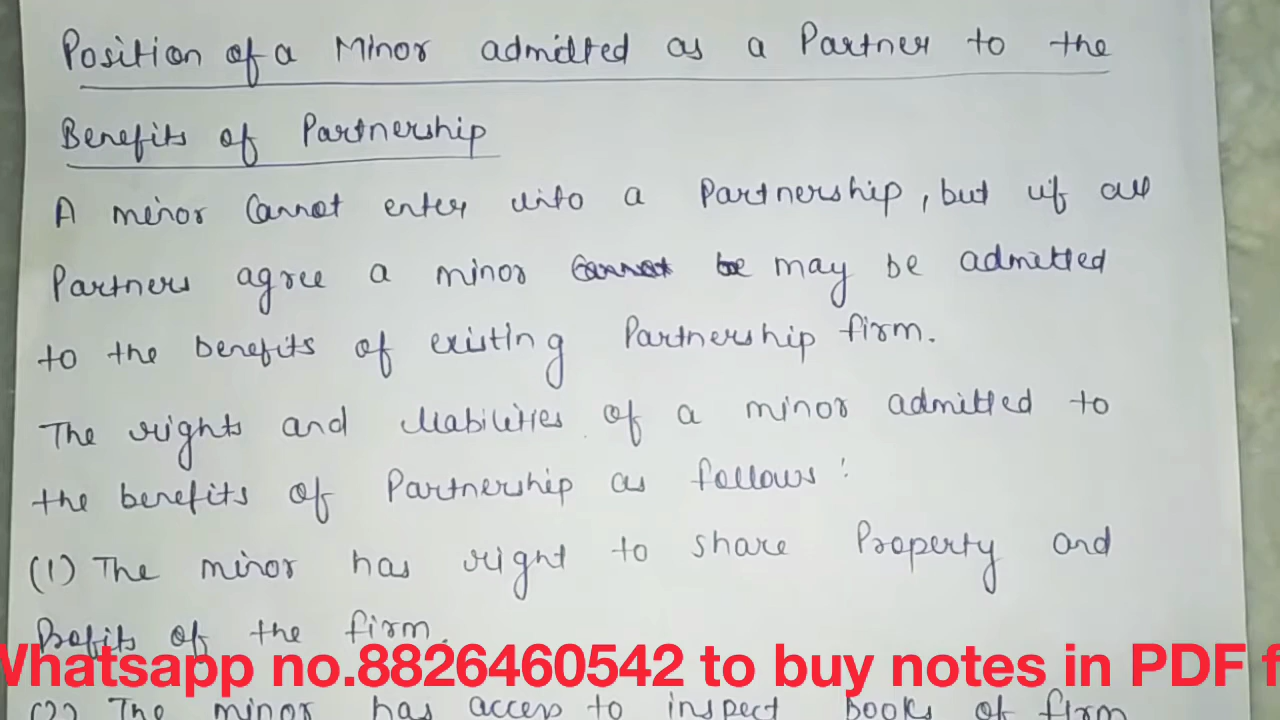 Position of a Minor admitted as a Partner to the
Benefits of Partnership
A minor Cannot enter into a Partnership, but if all
Partners agree a minor cannot be may be admitted
to the benefits of existing Partnership firm.
The rights and liabilities of a minor admitted to
the benefits of Partnership as follows:
(1) The minor has right to share Property and
Profits of the firm.
Whatsapp no.8826460542 to buy notes in PDF f
(2) The minor has access to inspect Books of firm